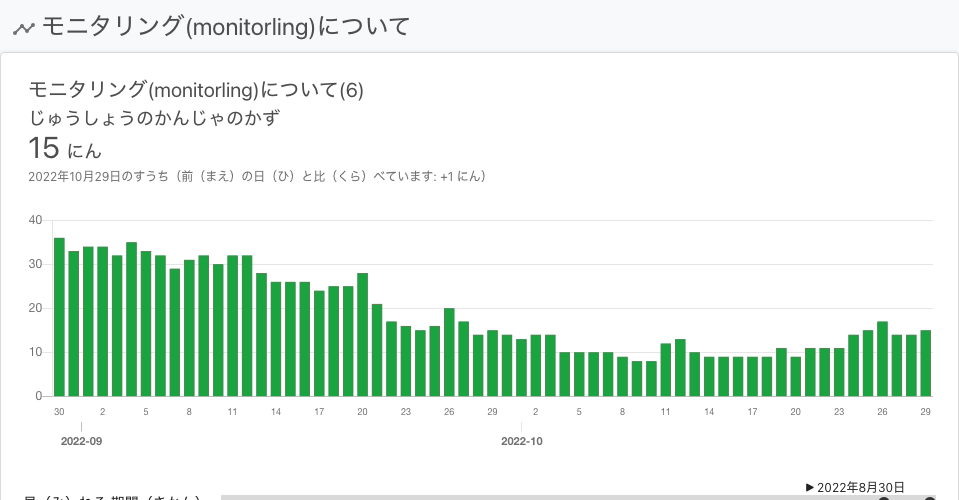 モニタリング(monitorling)について
モニタリング(monitorling)について(6)
じゅうしょうのかんじゃのかず
15 にん
2022年10月29日のすうち（前（まえ）の日（ひ）と比（くら）べています: +1 にん）
40
30
20
10
0
30 2 5 8 11 14 17 20 23 26 29 2 5 8 11 14 17 20 23 26 29
2022-09 2022-10
▶ 2022年8月30日